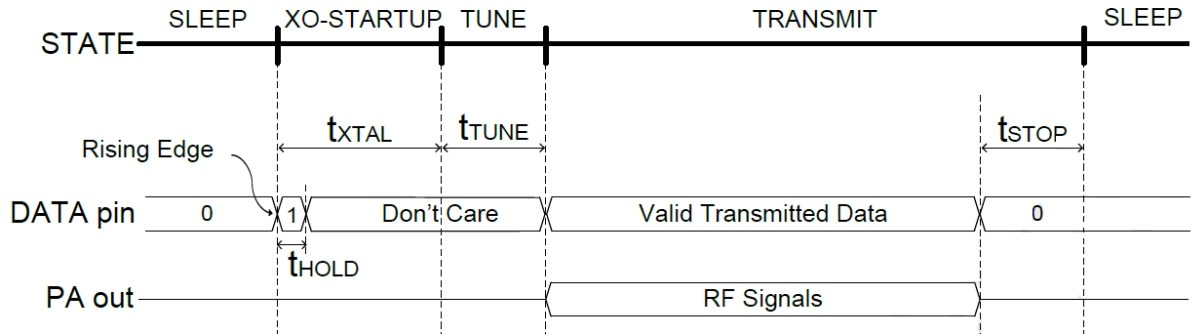 SLEEP XO-STARTUP TUNE TRANSMIT SLEEP
STATE
tXTAL tTUNE tSTOP
Rising Edge
DATA pin 0 1 Don't Care Valid Transmitted Data 0
tHOLD
PA out RF Signals